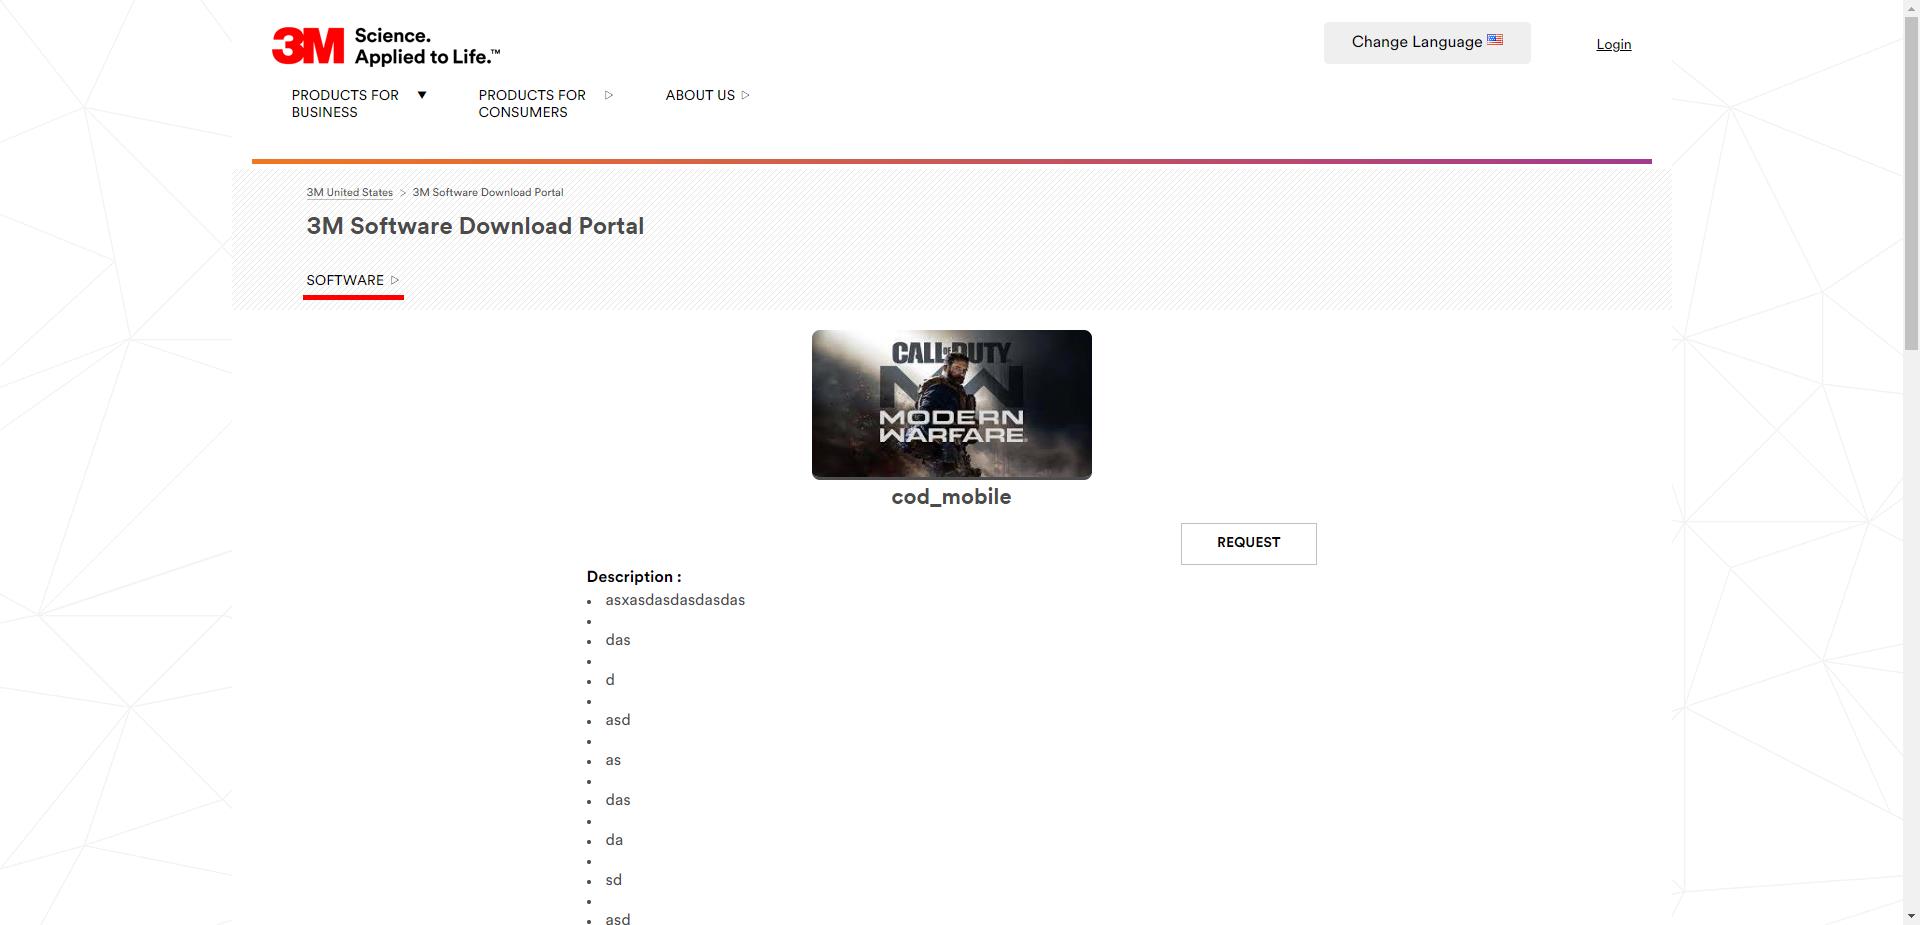 3M Science.
Applied to Life.™
Change Language
Login
PRODUCTS FOR
BUSINESS
PRODUCTS FOR
CONSUMERS
ABOUT US
3M United States > 3M Software Download Portal
3M Software Download Portal
SOFTWARE
CALL OF DUTY
MW
MODERN
WARFARE
cod_mobile
REQUEST
Description :
asxasdasdasdasdas
das
d
asd
as
das
da
sd
asd